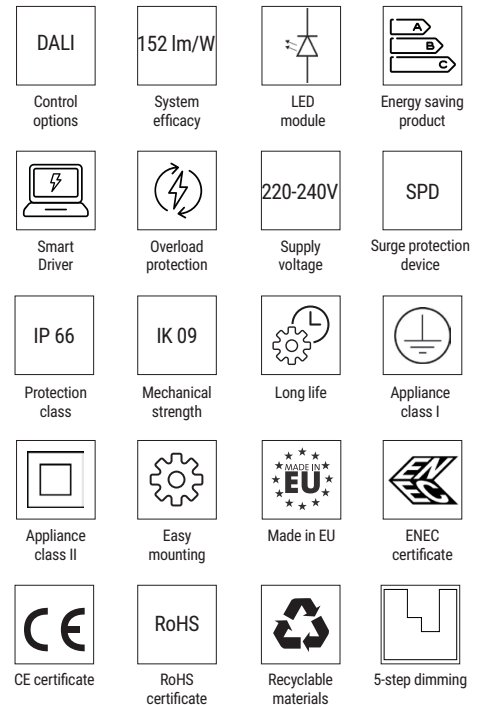 DALI
Control
options
152 lm/W
System
efficacy
LED
module
A
B
C
Energy saving
product
Smart
Driver
Overload
protection
220-240V
Supply
voltage
SPD
Surge protection
device
IP 66
Protection
class
IK 09
Mechanical
strength
Long life
Appliance
class I
Appliance
class II
Easy
mounting
MADE IN
EU
Made in EU
ENEC
ENEC
certificate
CE
CE certificate
RoHS
RoHS
certificate
Recyclable
materials
5-step dimming